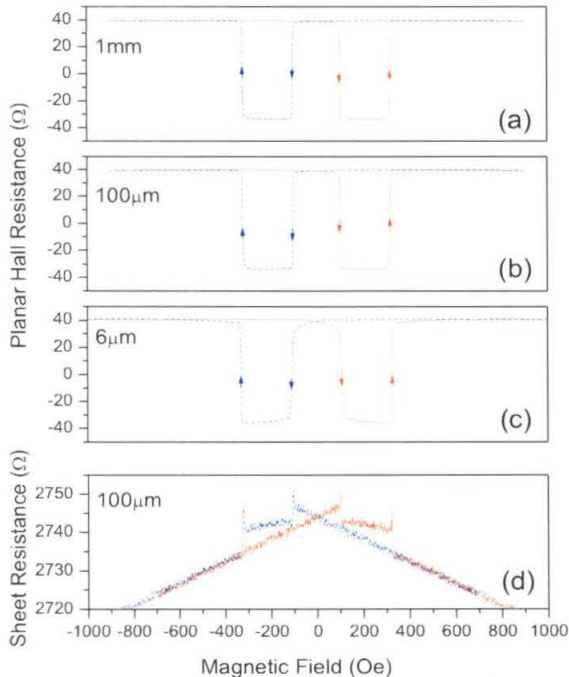 Planar Hall Resistance (Ω)
40
20
0
-20
-40
1mm
(a)
40
20
0
-20
-40
100μm
(b)
40
20
0
-20
-40
6μm
(c)
Sheet Resistance (Ω)
2750
2740
2730
2720
100μm
(d)
-1000 -800 -600 -400 -200 0 200 400 600 800 1000
Magnetic Field (Oe)